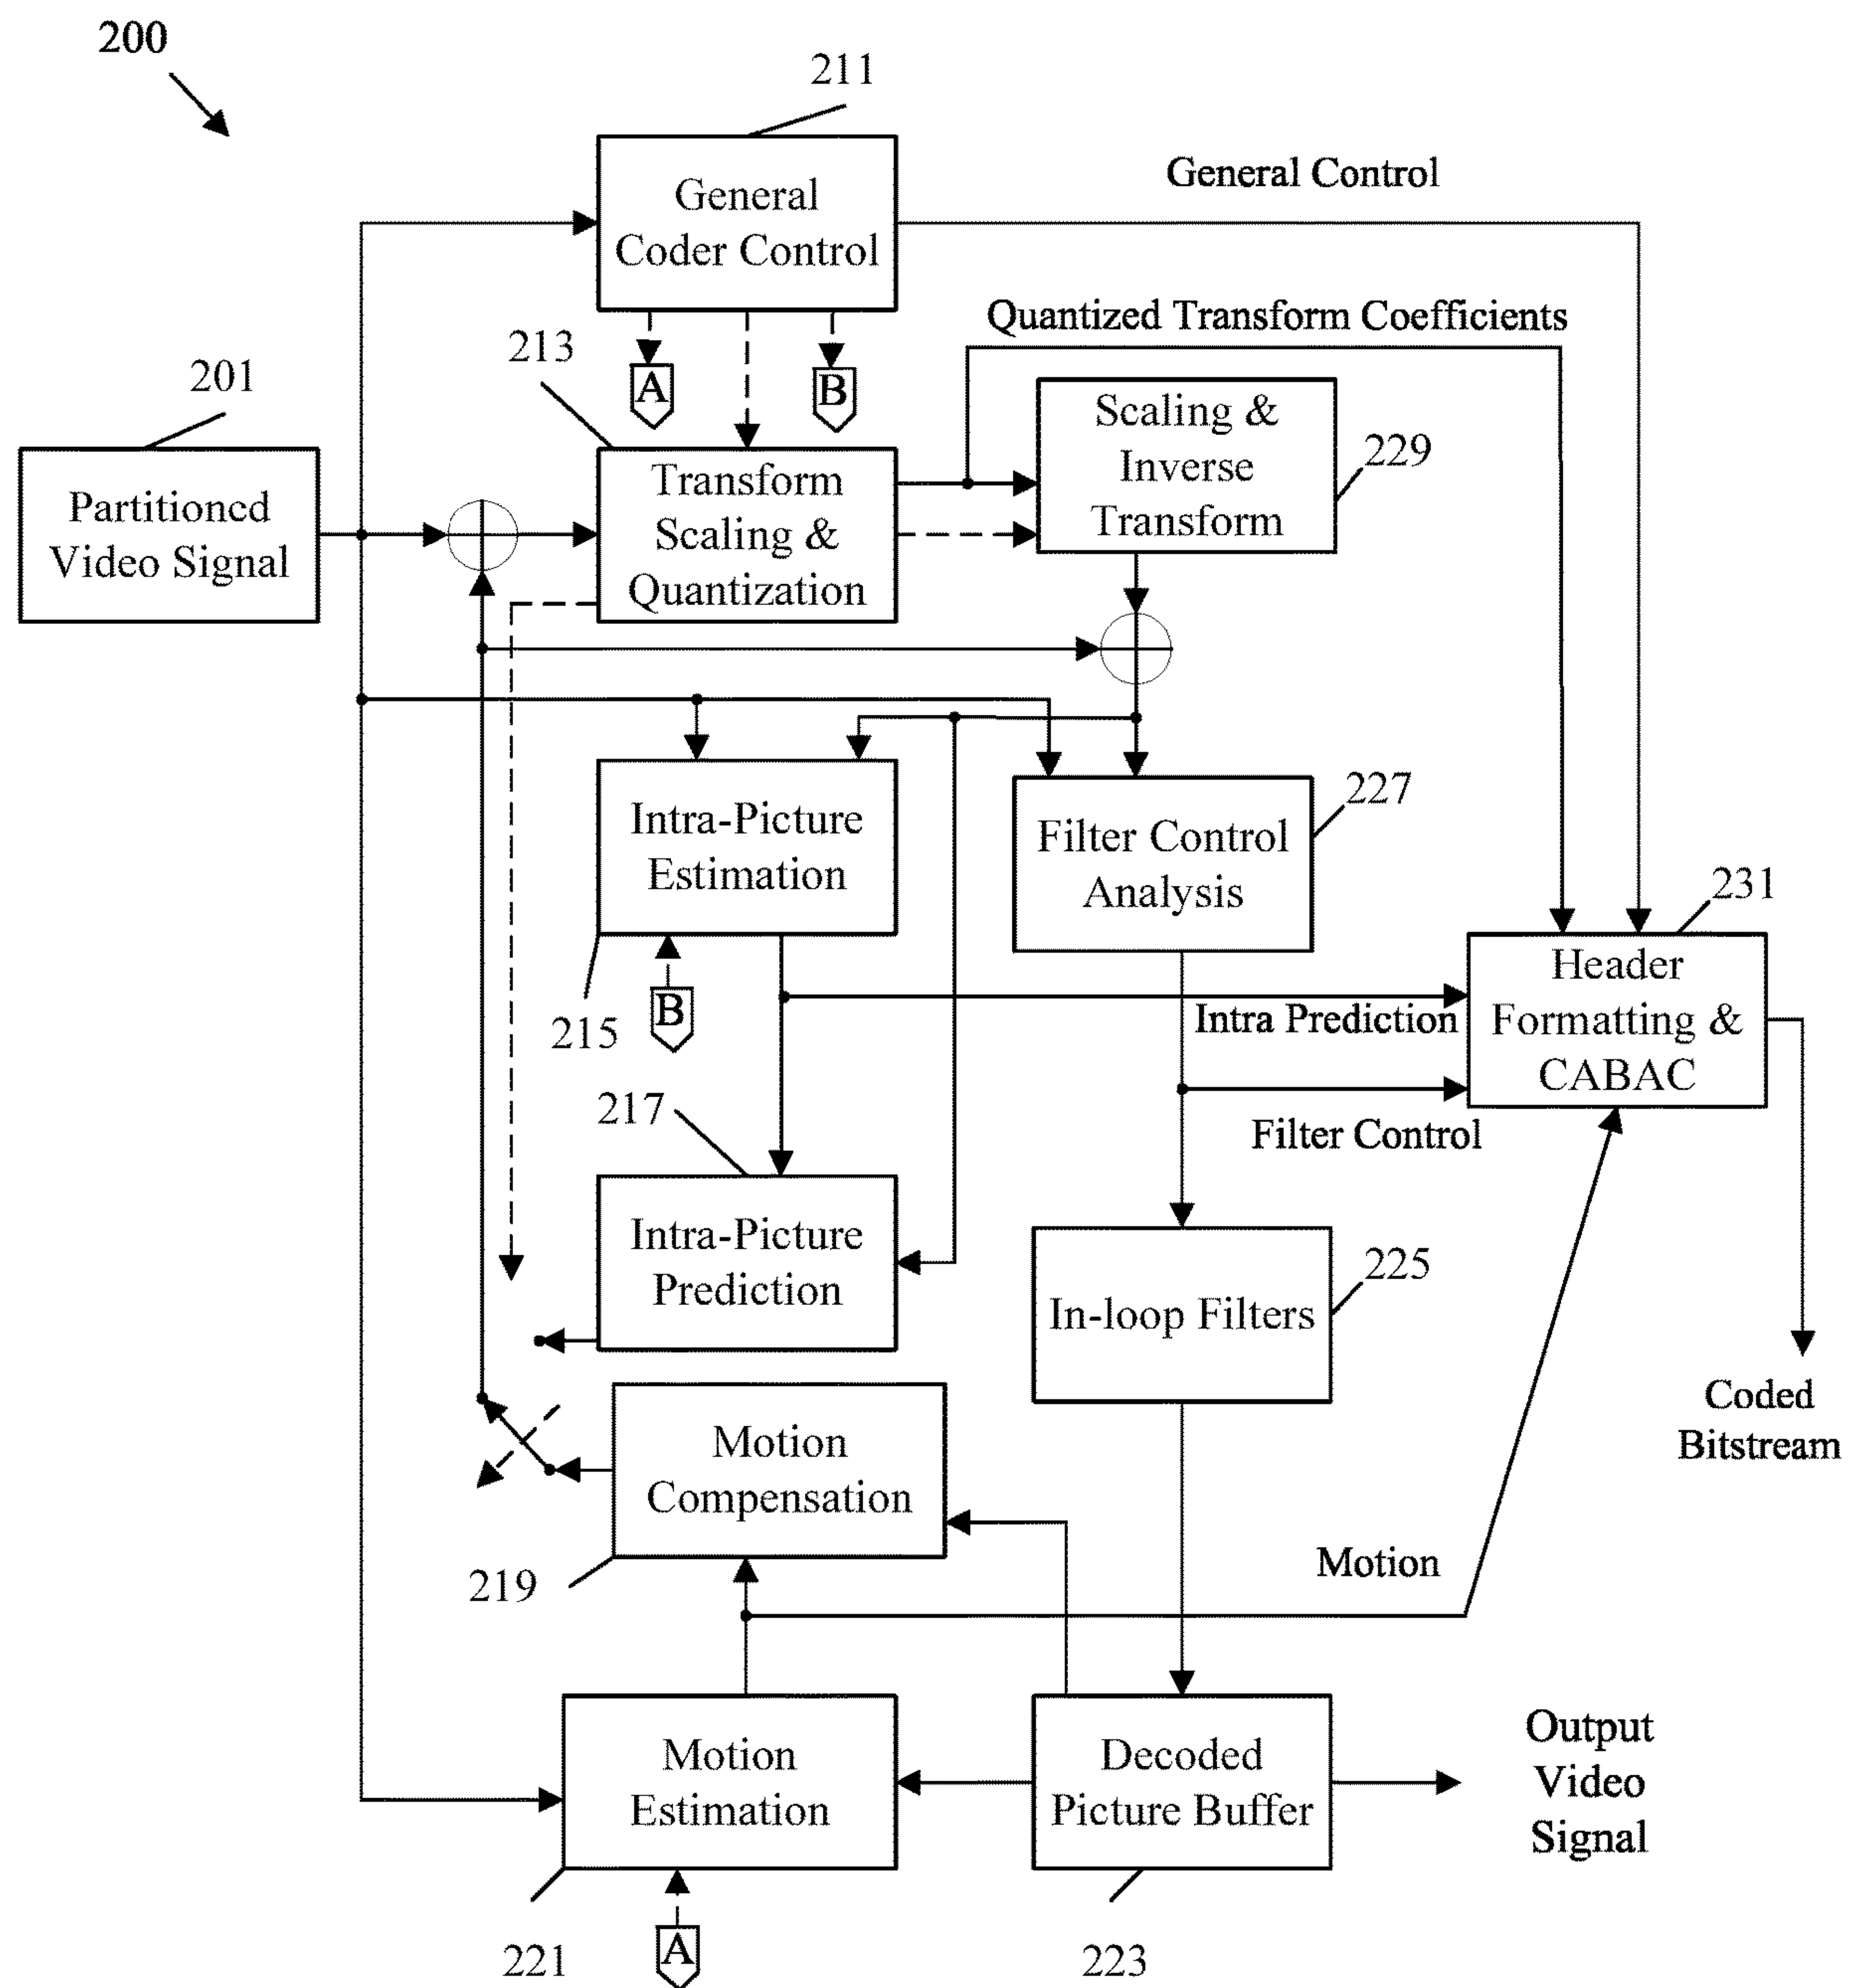 200
211
General
Coder Control
General Control
Quantized Transform Coefficients
213
A
B
201
Partitioned
Video Signal
Transform
Scaling &
Quantization
Scaling &
Inverse
Transform
229
Intra-Picture
Estimation
227
Filter Control
Analysis
231
Header
Formatting &
CABAC
215
B
Intra Prediction
217
Filter Control
Intra-Picture
Prediction
225
In-loop Filters
Coded
Bitstream
Motion
Compensation
219
Motion
Motion
Estimation
Decoded
Picture Buffer
Output
Video
Signal
221
A
223